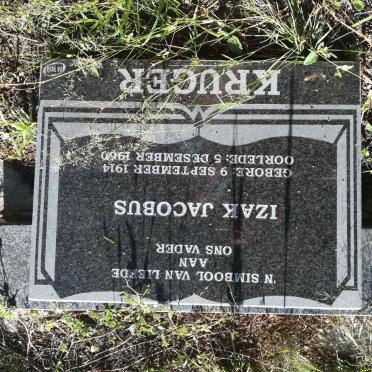 'N SIMBOOL VAN LIEFDE
AAN
ONS VADER
IZAK JACOBUS
GEBORE: 9 SEPTEMBER 1914
OORLEDE: 5 DESEMBER 1960
KRUGER